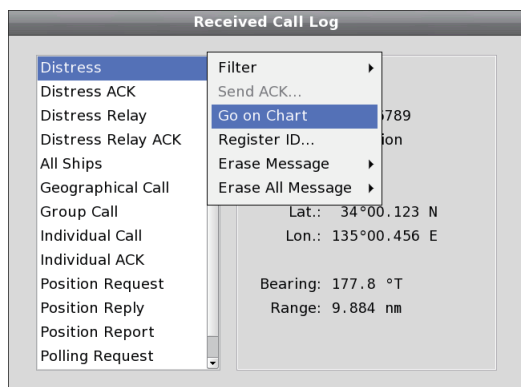 Received Call Log
Distress
Distress ACK
Distress Relay
Distress Relay ACK
All Ships
Geographical Call
Group Call
Individual Call
Individual ACK
Position Request
Position Reply
Position Report
Polling Request
Filter
Send ACK...
Go on Chart
Register ID...
Erase Message
Erase All Message
789
ion
Lat.: 34°00.123 N
Lon.: 135°00.456 E
Bearing: 177.8 °T
Range: 9.884 nm